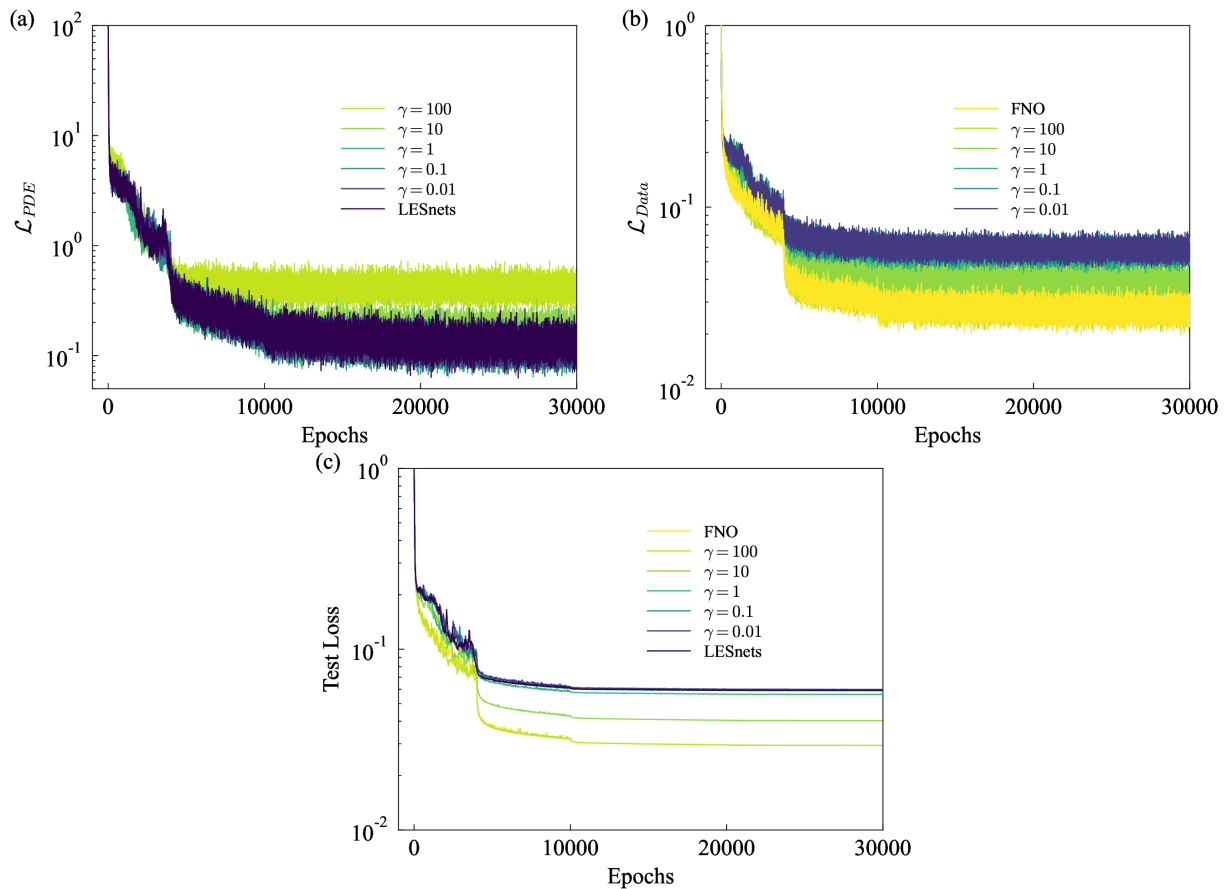 (a)
10^2
10^1
10^0
10^-1
ℒ_PDE
γ = 100
γ = 10
γ = 1
γ = 0.1
γ = 0.01
LESnets
0 10000 20000 30000
Epochs
(b)
10^0
10^-1
10^-2
ℒ_Data
FNO
γ = 100
γ = 10
γ = 1
γ = 0.1
γ = 0.01
0 10000 20000 30000
Epochs
(c)
10^0
10^-1
10^-2
Test Loss
FNO
γ = 100
γ = 10
γ = 1
γ = 0.1
γ = 0.01
LESnets
0 10000 20000 30000
Epochs